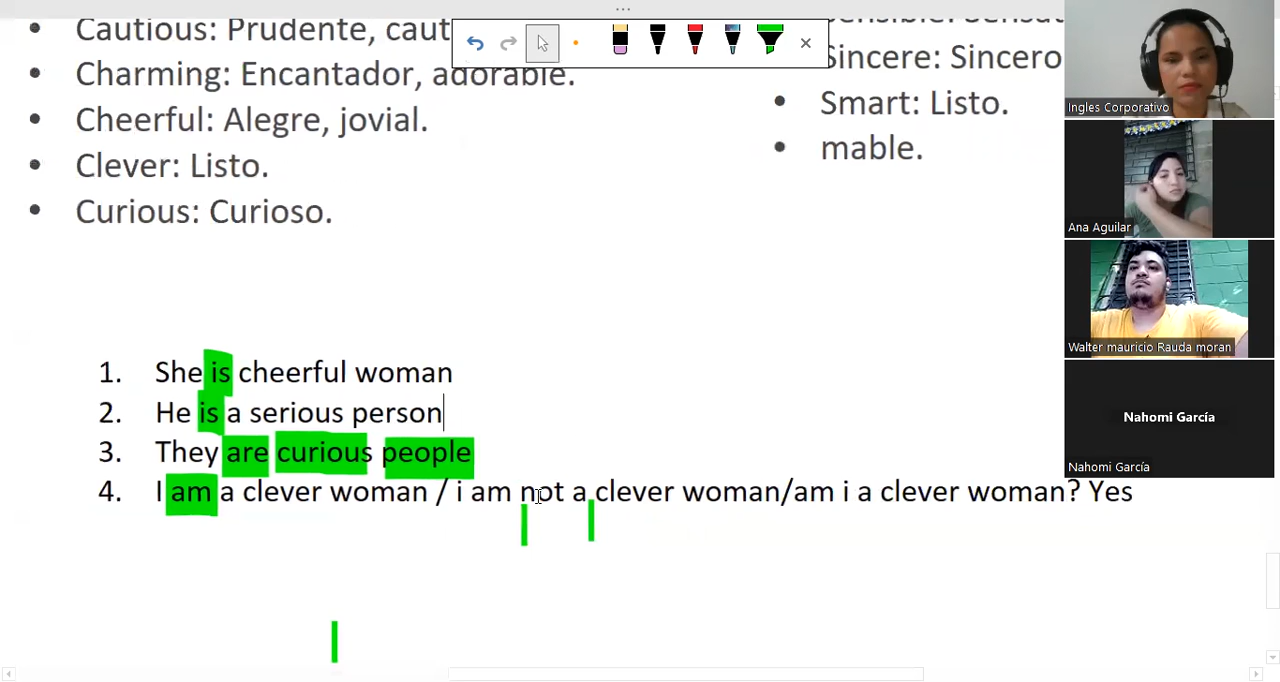 Cautious: Prudente, caut
Charming: Encantador, adorable.
Cheerful: Alegre, jovial.
Clever: Listo.
Curious: Curioso.
Sincere: Sincero
Smart: Listo.
mable.
1. She is cheerful woman
2. He is a serious person
3. They are curious people
4. I am a clever woman / i am not a clever woman/am i a clever woman? Yes
Ingles Corporativo
Ana Aguilar
Walter mauricio Rauda moran
Nahomi García
Nahomi García